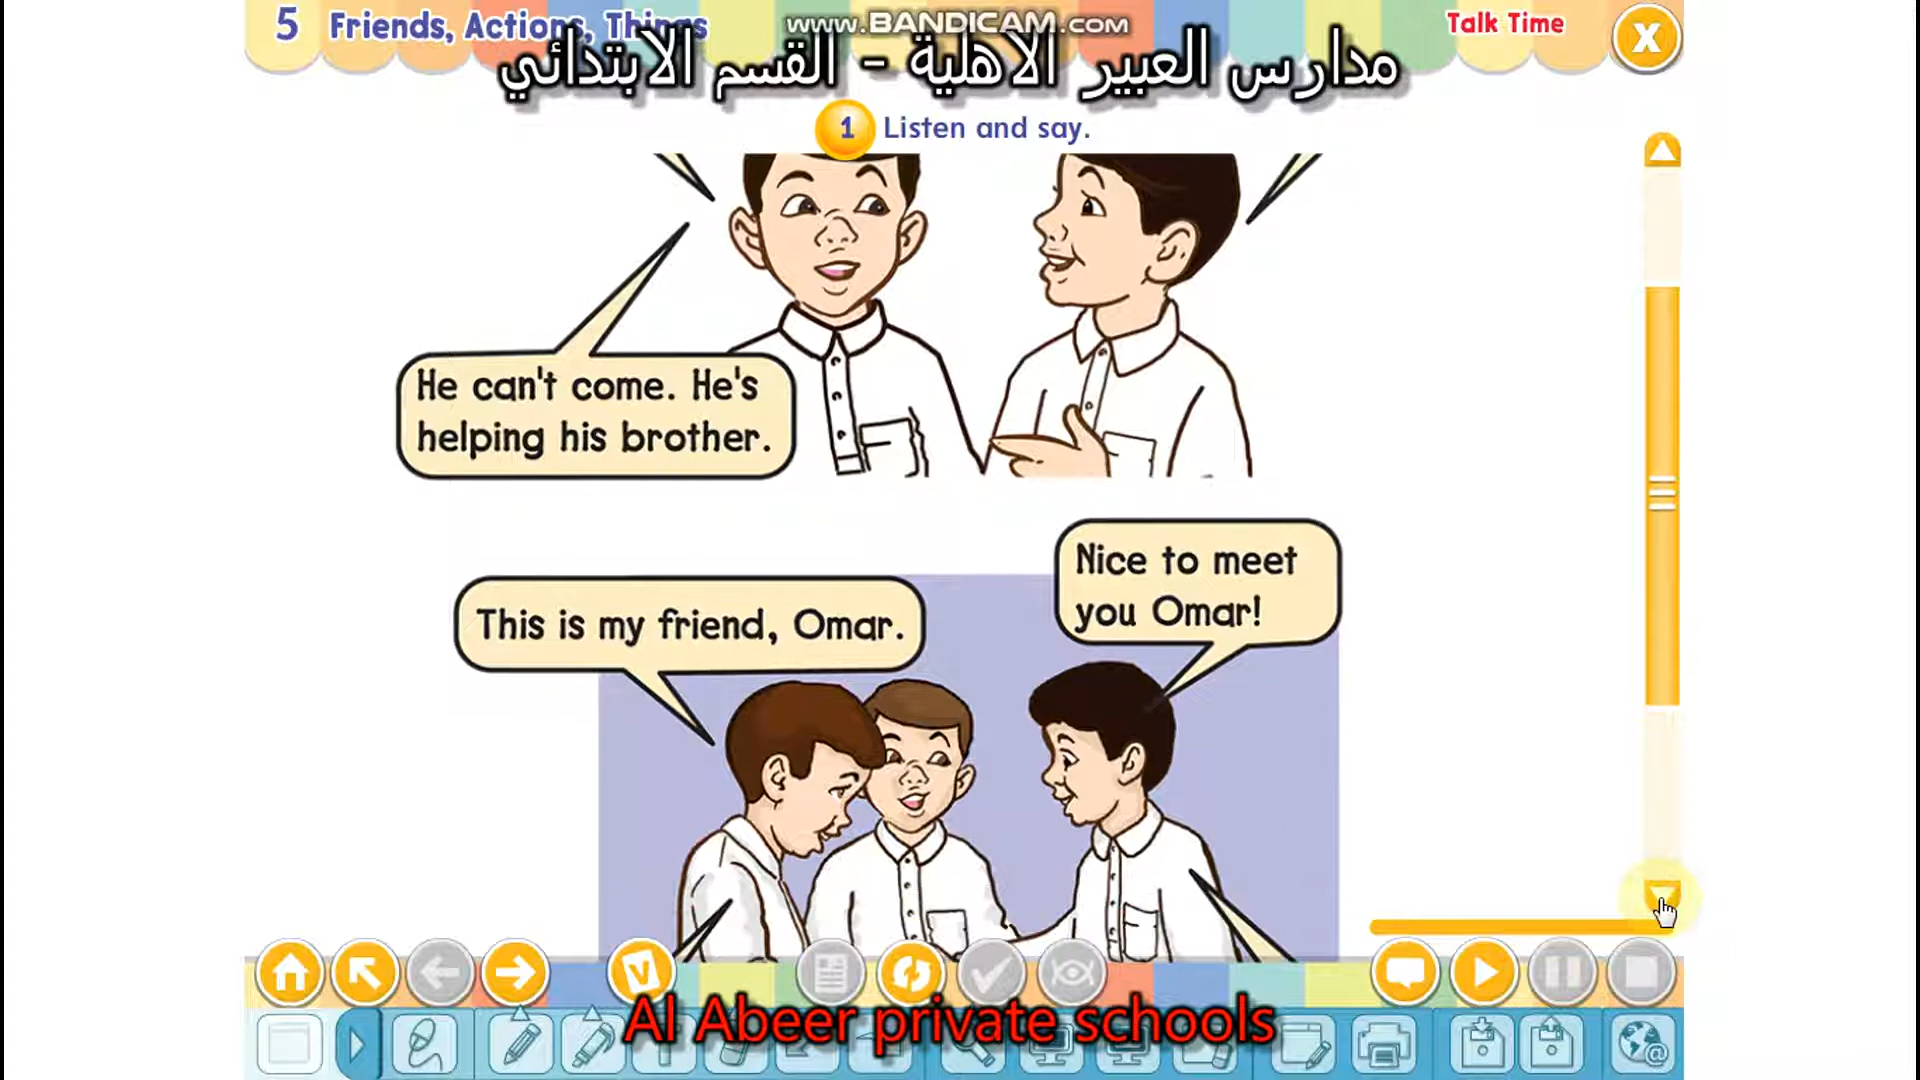 5 Friends, Actions, Things
www.BANDICAM.com
Talk Time
X
مدارس العبير الاهلية - القسم الابتدائي
1 Listen and say.
He can't come. He's
helping his brother.
Nice to meet
you Omar!
This is my friend, Omar.
V
Al Abeer private schools